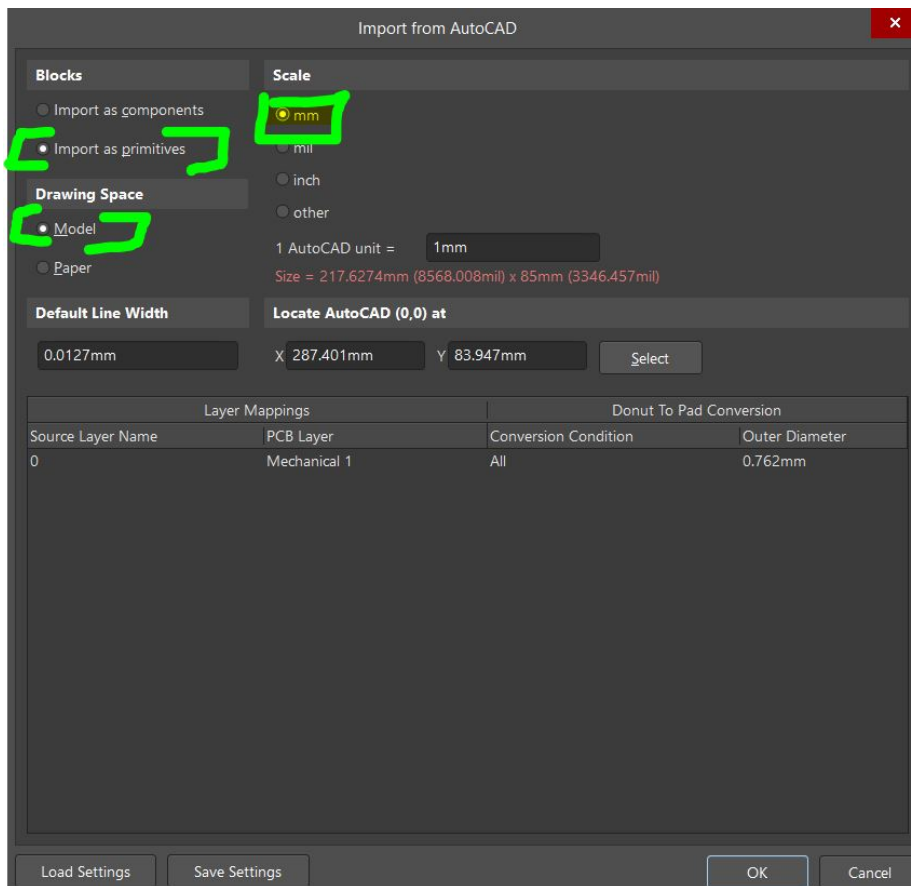 Import from AutoCAD
Blocks
Scale
Import as components
mm
Import as primitives
mil
inch
Drawing Space
other
Model
1 AutoCAD unit = 1mm
Paper
Size = 217.6274mm (8568.008mil) x 85mm (3346.457mil)
Default Line Width
Locate AutoCAD (0,0) at
0.0127mm
X 287.401mm Y 83.947mm Select
Layer Mappings Donut To Pad Conversion
Source Layer Name PCB Layer Conversion Condition Outer Diameter
0 Mechanical 1 All 0.762mm
Load Settings Save Settings OK Cancel